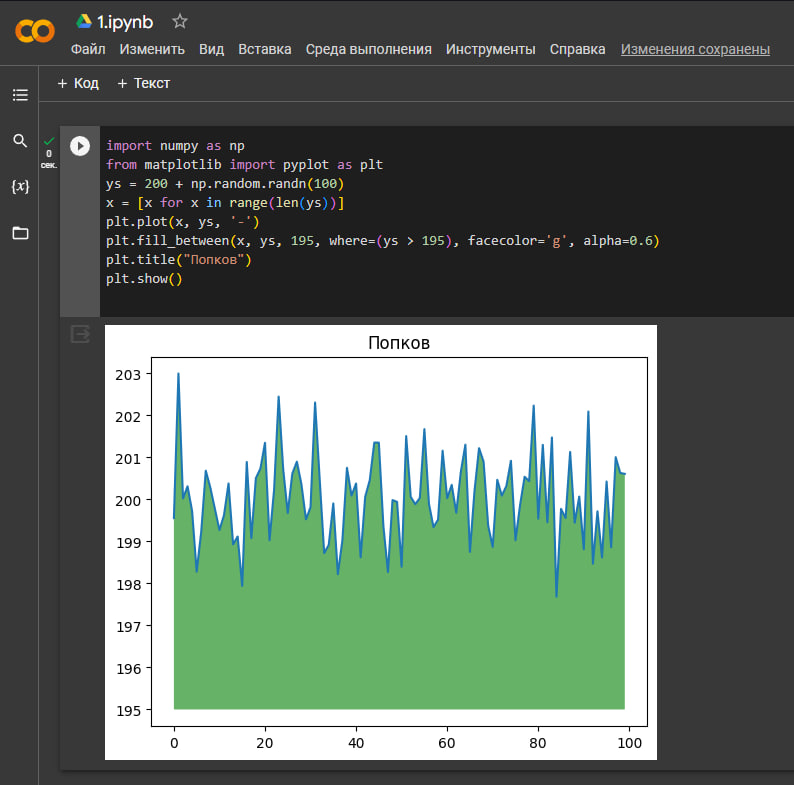 1.ipynb
Файл Изменить Вид Вставка Среда выполнения Инструменты Справка Изменения сохранены
+ Код + Текст
0
сек.
{x}
import numpy as np
from matplotlib import pyplot as plt
ys = 200 + np.random.randn(100)
x = [x for x in range(len(ys))]
plt.plot(x, ys, '-')
plt.fill_between(x, ys, 195, where=(ys > 195), facecolor='g', alpha=0.6)
plt.title("Попков")
plt.show()
Попков
203
202
201
200
199
198
197
196
195
0 20 40 60 80 100